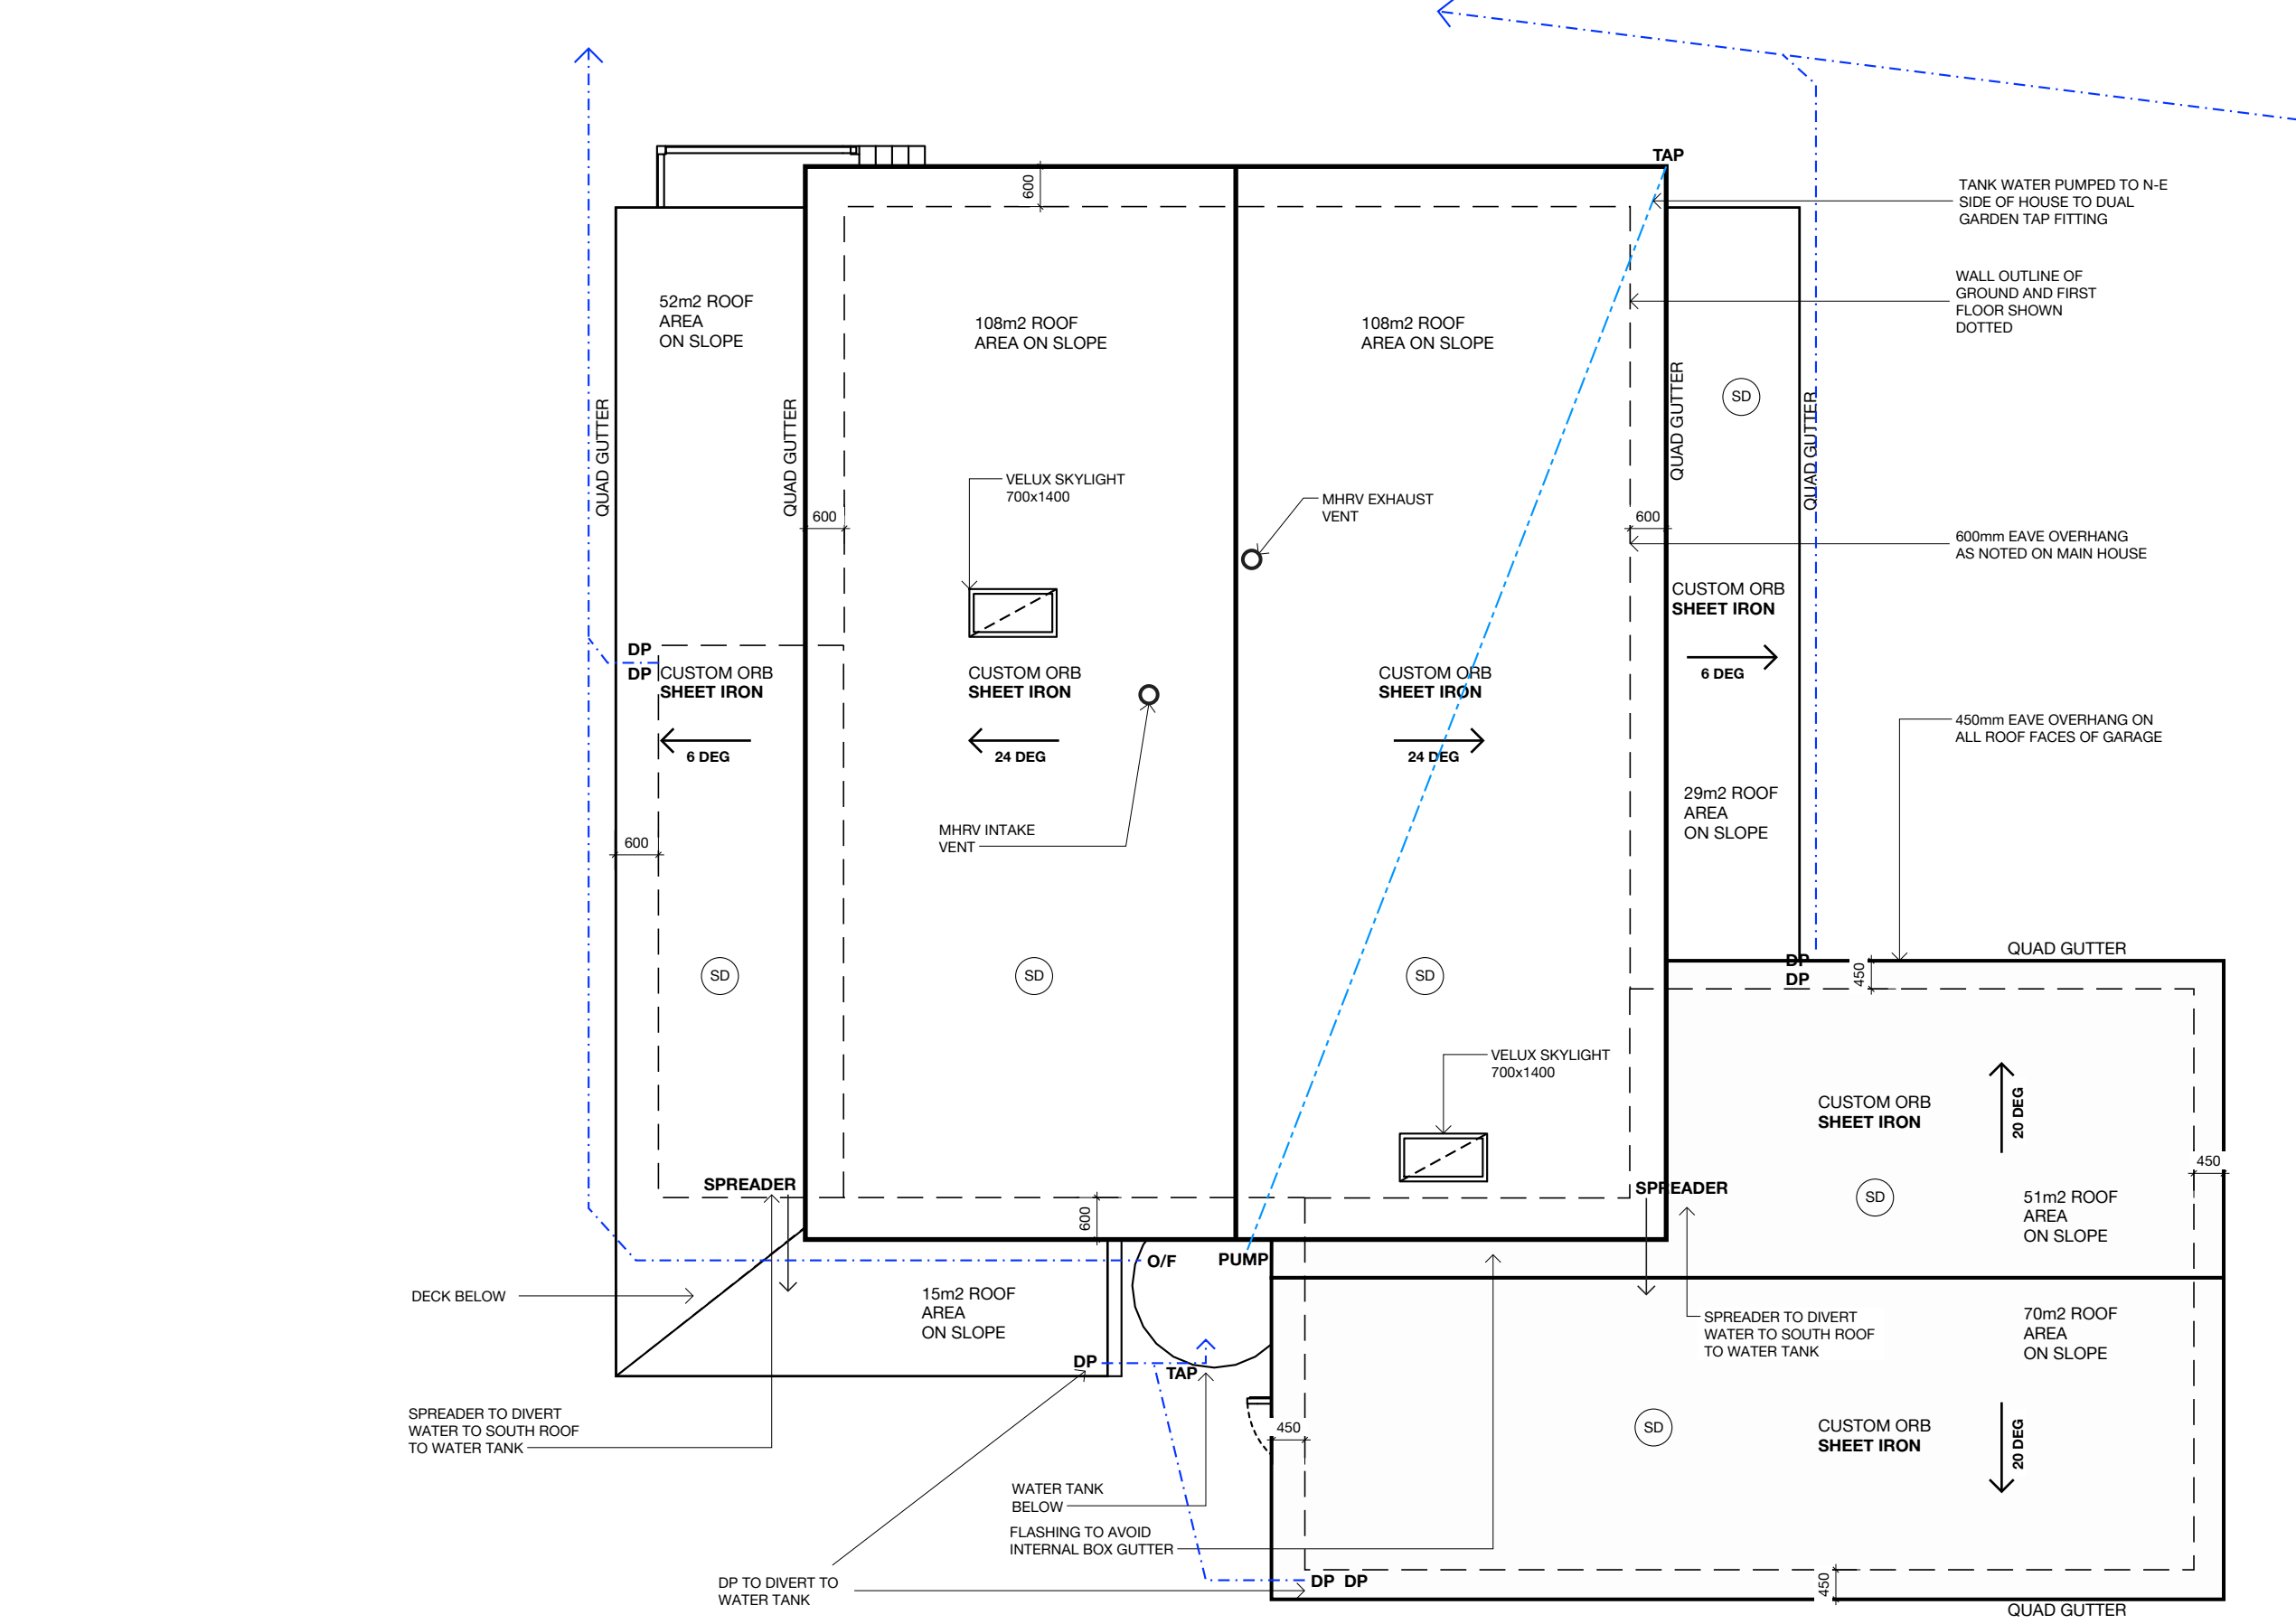 TAP
TANK WATER PUMPED TO N-E
SIDE OF HOUSE TO DUAL
GARDEN TAP FITTING
600
WALL OUTLINE OF
GROUND AND FIRST
FLOOR SHOWN
DOTTED
52m2 ROOF
AREA
ON SLOPE
108m2 ROOF
AREA ON SLOPE
108m2 ROOF
AREA ON SLOPE
QUAD GUTTER
QUAD GUTTER
QUAD GUTTER
QUAD GUTTER
SD
VELUX SKYLIGHT
700x1400
MHRV EXHAUST
VENT
600
600
600mm EAVE OVERHANG
AS NOTED ON MAIN HOUSE
CUSTOM ORB
SHEET IRON
6 DEG
DP
DP
CUSTOM ORB
SHEET IRON
6 DEG
CUSTOM ORB
SHEET IRON
24 DEG
CUSTOM ORB
SHEET IRON
24 DEG
450mm EAVE OVERHANG ON
ALL ROOF FACES OF GARAGE
29m2 ROOF
AREA
ON SLOPE
MHRV INTAKE
VENT
600
SD
SD
SD
QUAD GUTTER
DP
DP
450
VELUX SKYLIGHT
700x1400
CUSTOM ORB
SHEET IRON
20 DEG
450
SPREADER
SPREADER
SD
51m2 ROOF
AREA
ON SLOPE
600
O/F
PUMP
DECK BELOW
15m2 ROOF
AREA
ON SLOPE
SPREADER TO DIVERT
WATER TO SOUTH ROOF
TO WATER TANK
70m2 ROOF
AREA
ON SLOPE
DP
TAP
SPREADER TO DIVERT
WATER TO SOUTH ROOF
TO WATER TANK
450
SD
CUSTOM ORB
SHEET IRON
20 DEG
WATER TANK
BELOW
FLASHING TO AVOID
INTERNAL BOX GUTTER
DP TO DIVERT TO
WATER TANK
DP DP
450
QUAD GUTTER